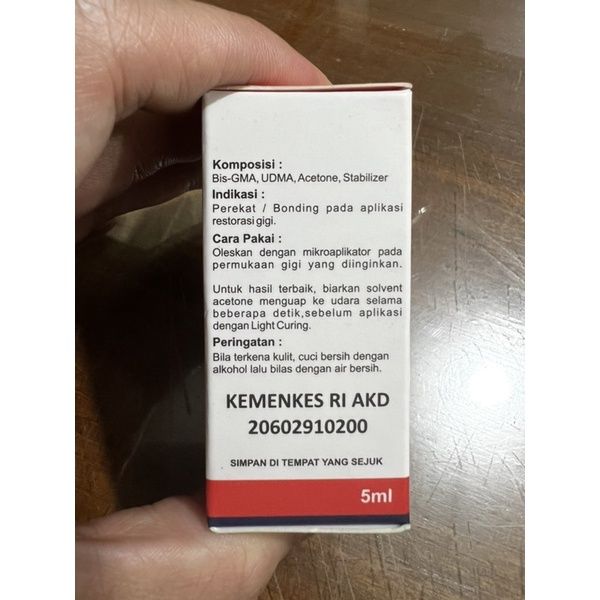 Komposisi :
Bis-GMA, UDMA, Acetone, Stabilizer
Indikasi :
Perekat / Bonding pada aplikasi
restorasi gigi.
Cara Pakai :
Oleskan dengan mikroaplikator pada
permukaan gigi yang diinginkan.
Untuk hasil terbaik, biarkan solvent
acetone menguap ke udara selama
beberapa detik,sebelum aplikasi
dengan Light Curing.
Peringatan :
Bila terkena kulit, cuci bersih dengan
alkohol lalu bilas dengan air bersih.
KEMENKES RI AKD
20602910200
SIMPAN DI TEMPAT YANG SEJUK
5ml